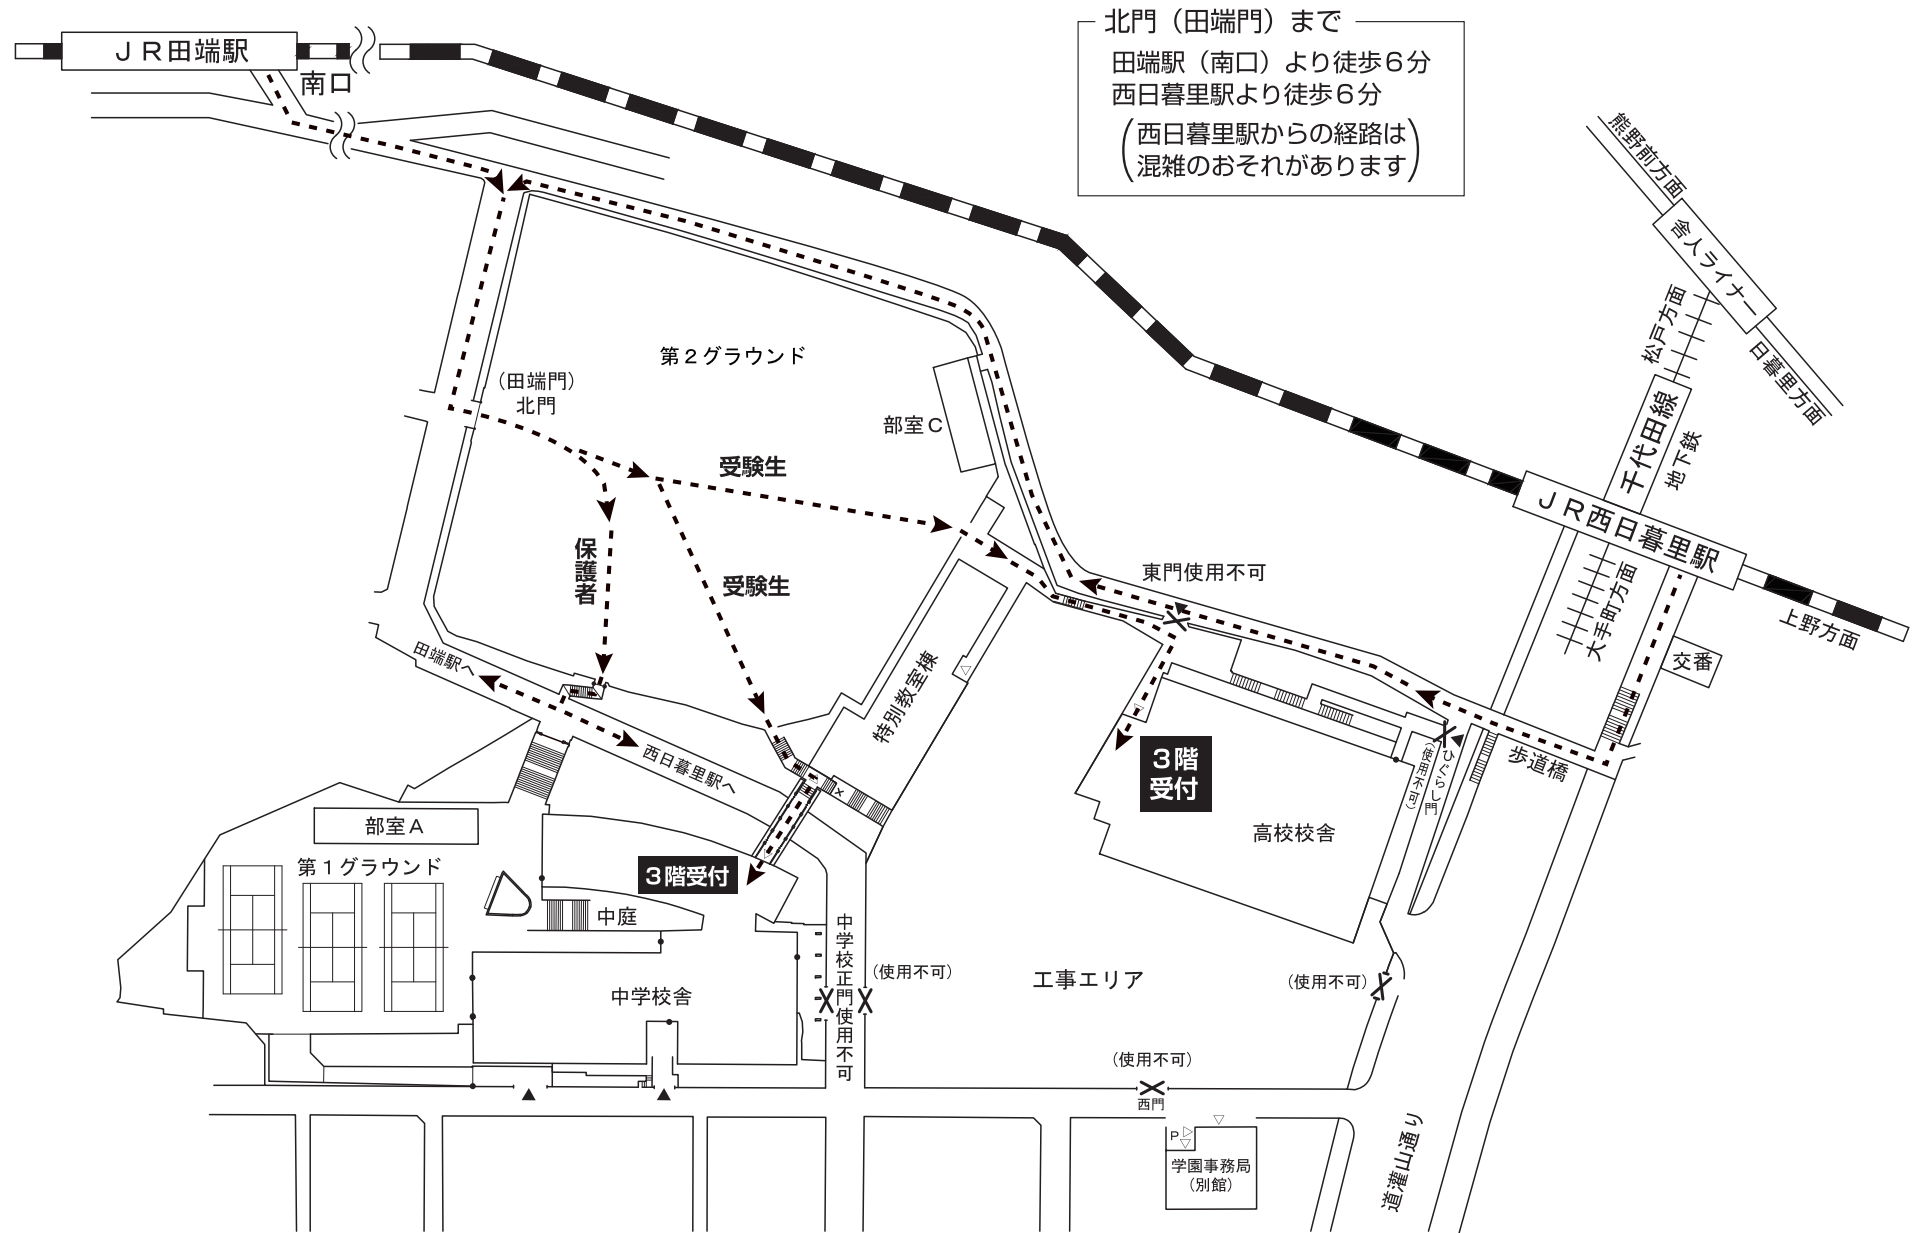 北門（田端門）まで
田端駅（南口）より徒歩６分
西日暮里駅より徒歩６分
（西日暮里駅からの経路は
混雑のおそれがあります）
ＪＲ田端駅
南口
熊野前方面
舎人ライナー
日暮里方面
松戸方面
千代田線
地下鉄
ＪＲ西日暮里駅
大手町方面
上野方面
交番
歩道橋
第２グラウンド
（田端門）
北門
部室Ｃ
受験生
受験生
保護者
東門使用不可
田端駅へ
西日暮里駅へ
特別教室棟
３階
受付
ひぐらし門
（使用不可）
高校校舎
部室Ａ
第１グラウンド
３階受付
中庭
中学校舎
中学校正門使用不可
（使用不可）
工事エリア
（使用不可）
（使用不可）
西門
P
学園事務局
（別館）
道灌山通り